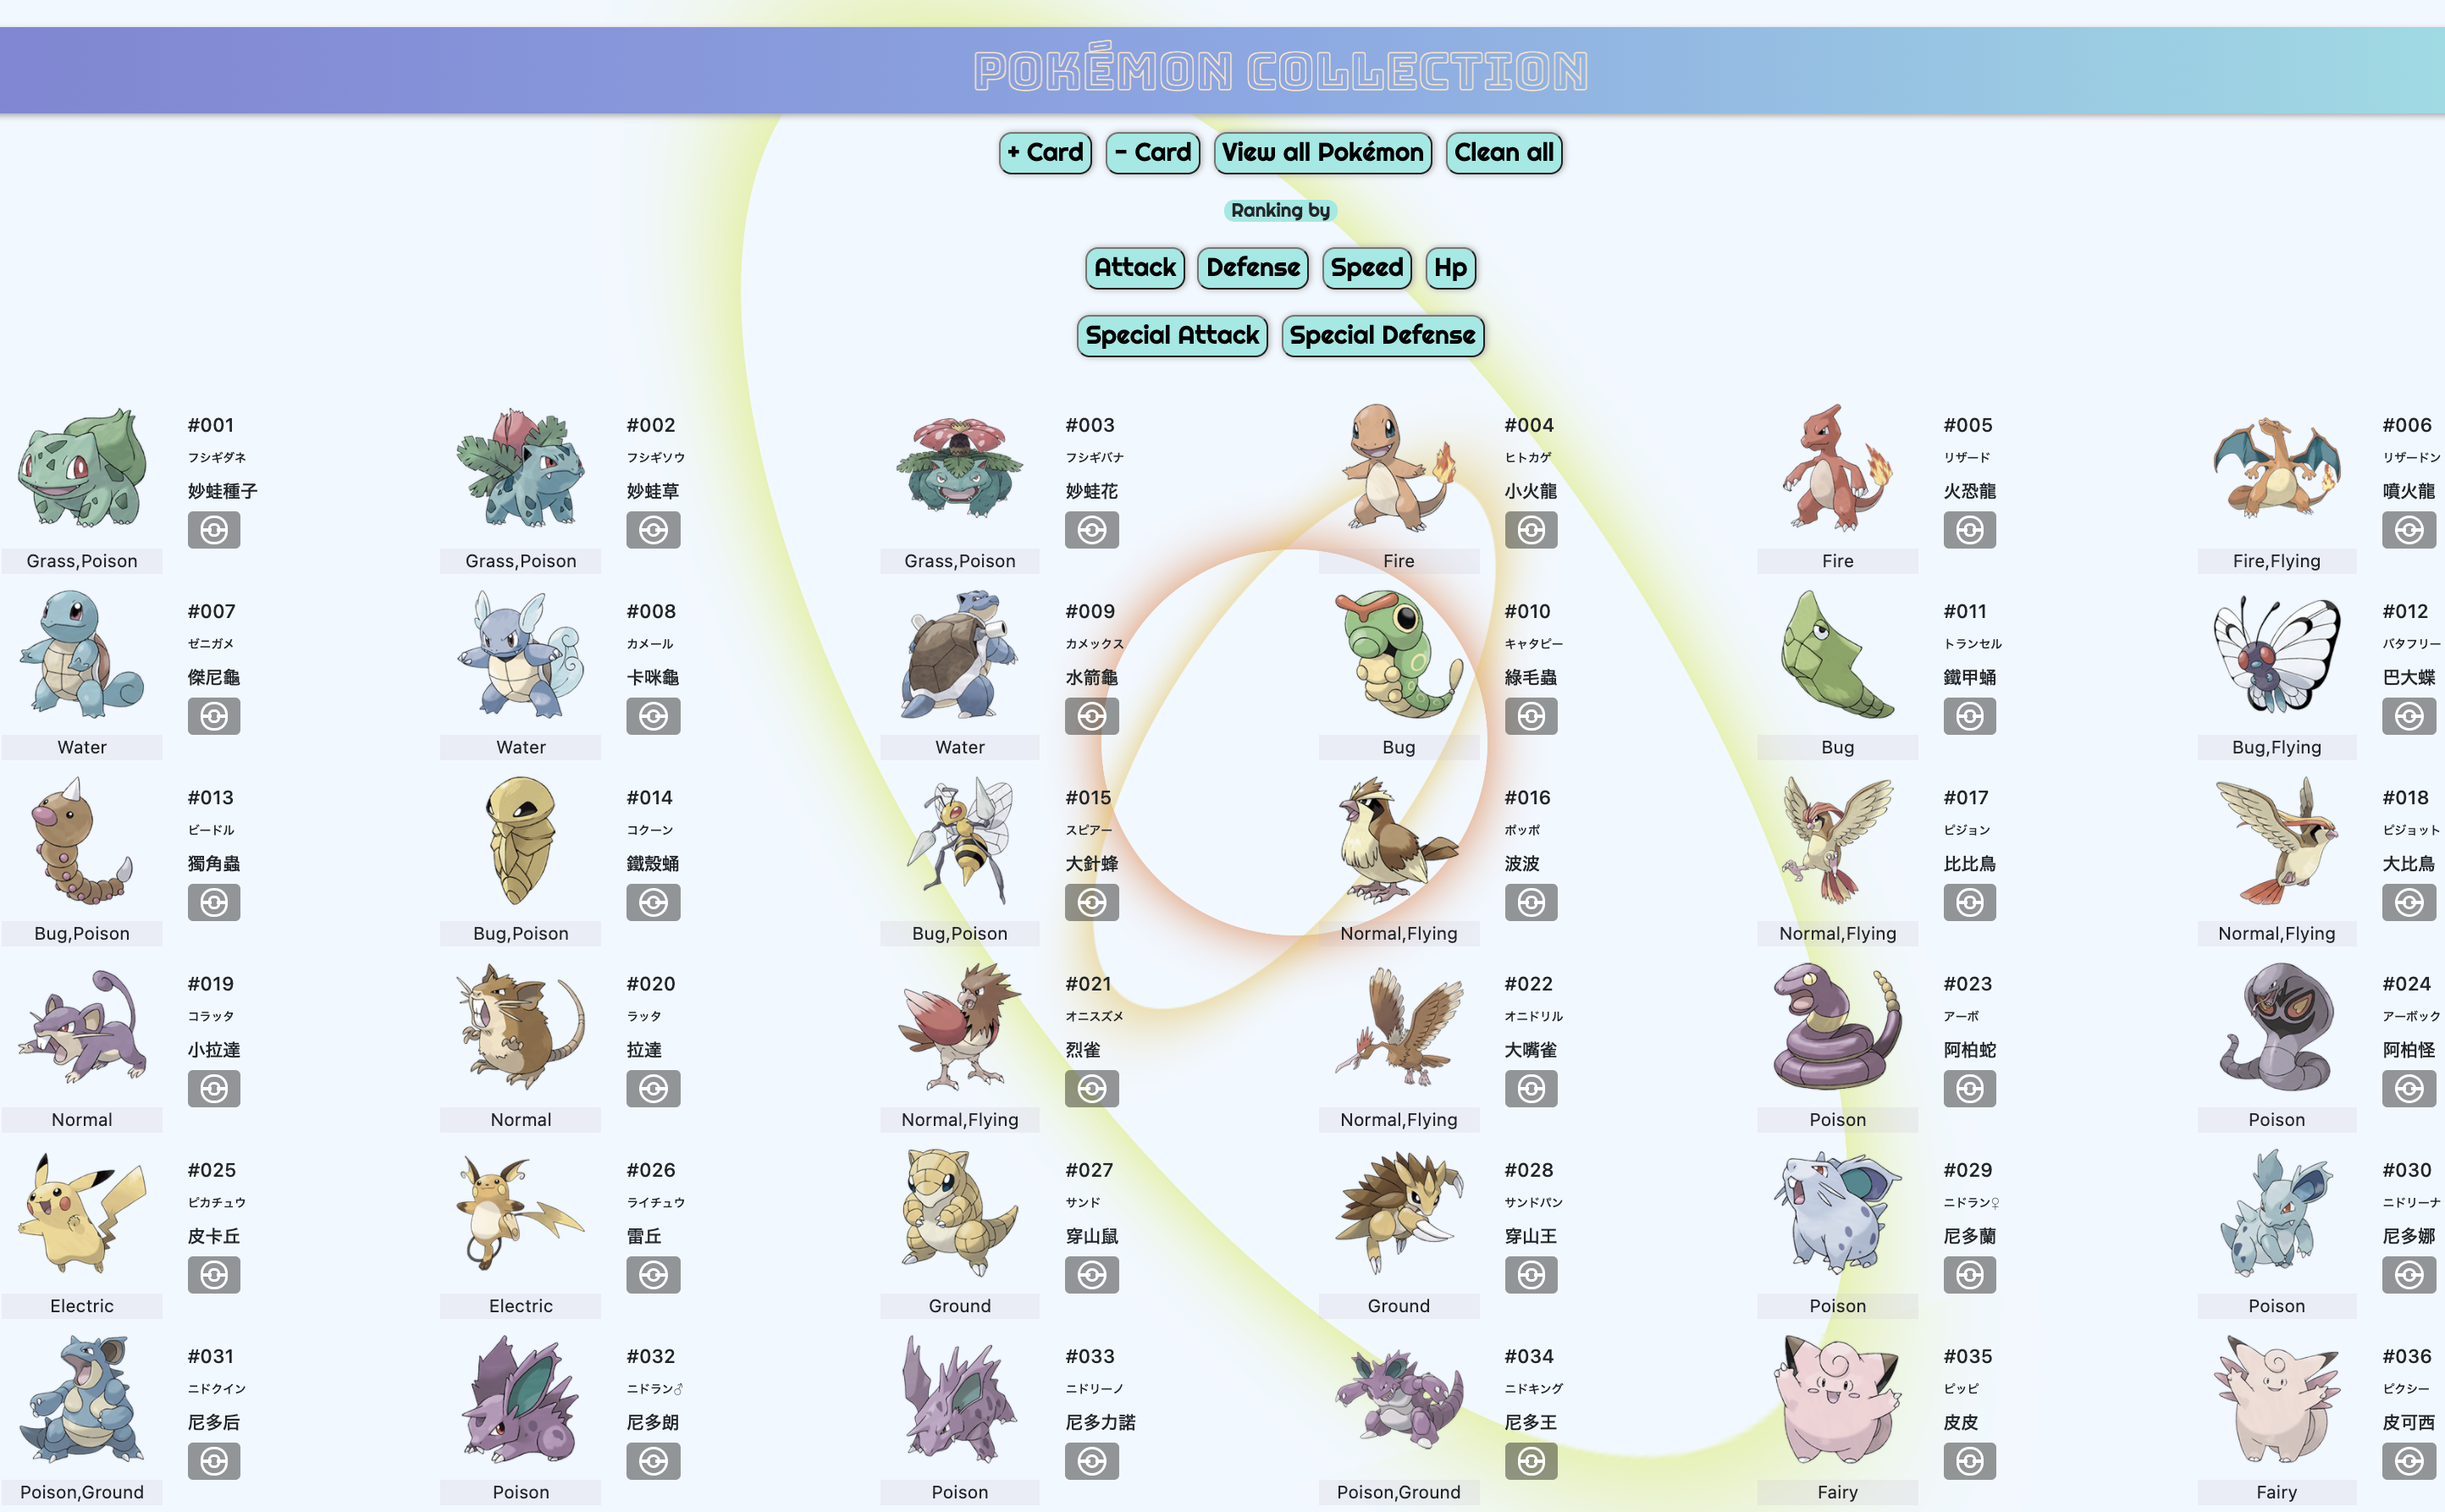 POKÉMON COLLECTION
+ Card - Card View all Pokémon Clean all
Ranking by
Attack Defense Speed Hp
Special Attack Special Defense
#001
フシギダネ
妙蛙種子
Grass,Poison
#002
フシギソウ
妙蛙草
Grass,Poison
#003
フシギバナ
妙蛙花
Grass,Poison
#004
ヒトカゲ
小火龍
Fire
#005
リザード
火恐龍
Fire
#006
リザードン
噴火龍
Fire,Flying
#007
ゼニガメ
傑尼龜
Water
#008
カメール
卡咪龜
Water
#009
カメックス
水箭龜
Water
#010
キャタピー
綠毛蟲
Bug
#011
トランセル
鐵甲蛹
Bug
#012
バタフリー
巴大蝶
Bug,Flying
#013
ビードル
獨角蟲
Bug,Poison
#014
コクーン
鐵殼蛹
Bug,Poison
#015
スピアー
大針蜂
Bug,Poison
#016
ポッポ
波波
Normal,Flying
#017
ピジョン
比比鳥
Normal,Flying
#018
ピジョット
大比鳥
Normal,Flying
#019
コラッタ
小拉達
Normal
#020
ラッタ
拉達
Normal
#021
オニスズメ
烈雀
Normal,Flying
#022
オニドリル
大嘴雀
Normal,Flying
#023
アーボ
阿柏蛇
Poison
#024
アーボック
阿柏怪
Poison
#025
ピカチュウ
皮卡丘
Electric
#026
ライチュウ
雷丘
Electric
#027
サンド
穿山鼠
Ground
#028
サンドパン
穿山王
Ground
#029
ニドラン♀
尼多蘭
Poison
#030
ニドリーナ
尼多娜
Poison
#031
ニドクイン
尼多后
Poison,Ground
#032
ニドラン♂
尼多朗
Poison
#033
ニドリーノ
尼多力諾
Poison
#034
ニドキング
尼多王
Poison,Ground
#035
ピッピ
皮皮
Fairy
#036
ピクシー
皮可西
Fairy